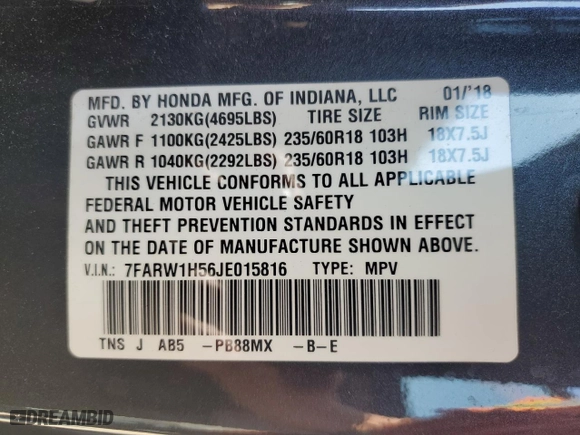 MFD. BY HONDA MFG. OF INDIANA, LLC 01/'18
GVWR 2130KG(4695LBS) TIRE SIZE RIM SIZE
GAWR F 1100KG(2425LBS) 235/60R18 103H 18X7.5J
GAWR R 1040KG(2292LBS) 235/60R18 103H 18X7.5J
THIS VEHICLE CONFORMS TO ALL APPLICABLE
FEDERAL MOTOR VEHICLE SAFETY
AND THEFT PREVENTION STANDARDS IN EFFECT
ON THE DATE OF MANUFACTURE SHOWN ABOVE.
V.I.N.: 7FARW1H56JE015816 TYPE: MPV
TNS J AB5 -PB88MX -B-E
DREAMBID